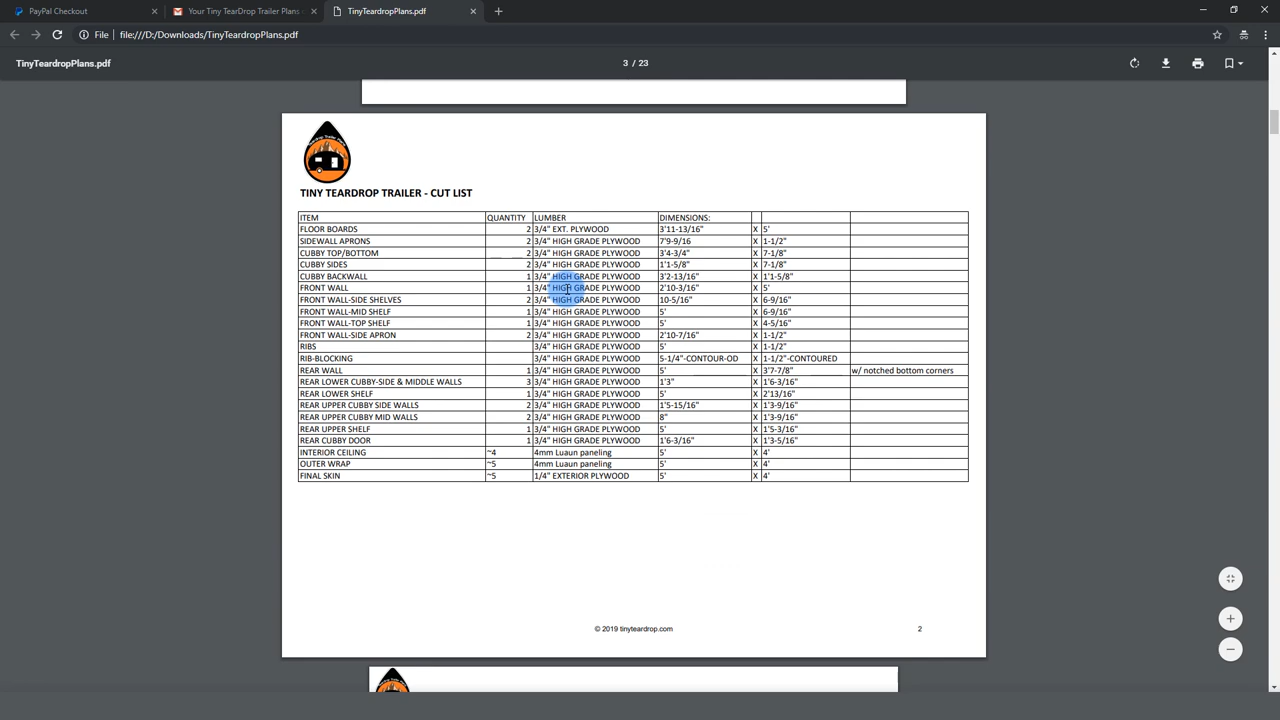 PayPal Checkout
Your Tiny TearDrop Trailer Plans
TinyTeardropPlans.pdf
File
file:///D:/Downloads/TinyTeardropPlans.pdf
TinyTeardropPlans.pdf
3 / 23
TINY TEARDROP TRAILER - CUT LIST
ITEM QUANTITY LUMBER DIMENSIONS:
FLOOR BOARDS 2 3/4" EXT. PLYWOOD 3'11-13/16" X 5'
SIDEWALL APRONS 2 3/4" HIGH GRADE PLYWOOD 7'9-9/16 X 1-1/2"
CUBBY TOP/BOTTOM 2 3/4" HIGH GRADE PLYWOOD 3'4-3/4" X 7-1/8"
CUBBY SIDES 2 3/4" HIGH GRADE PLYWOOD 1'1-5/8" X 7-1/8"
CUBBY BACKWALL 1 3/4" HIGH GRADE PLYWOOD 3'2-13/16" X 1'1-5/8"
FRONT WALL 1 3/4" HIGH GRADE PLYWOOD 2'10-3/16" X 5'
FRONT WALL-SIDE SHELVES 2 3/4" HIGH GRADE PLYWOOD 10-5/16" X 6-9/16"
FRONT WALL-MID SHELF 1 3/4" HIGH GRADE PLYWOOD 5' X 6-9/16"
FRONT WALL-TOP SHELF 1 3/4" HIGH GRADE PLYWOOD 5' X 4-5/16"
FRONT WALL-SIDE APRON 2 3/4" HIGH GRADE PLYWOOD 2'10-7/16" X 1-1/2"
RIBS 3/4" HIGH GRADE PLYWOOD 5' X 1-1/2"
RIB-BLOCKING 3/4" HIGH GRADE PLYWOOD 5-1/4"-CONTOUR-OD X 1-1/2"-CONTOURED
REAR WALL 1 3/4" HIGH GRADE PLYWOOD 5' X 3'7-7/8" w/ notched bottom corners
REAR LOWER CUBBY-SIDE & MIDDLE WALLS 3 3/4" HIGH GRADE PLYWOOD 1'3" X 1'6-3/16"
REAR LOWER SHELF 1 3/4" HIGH GRADE PLYWOOD 5' X 2'13/16"
REAR UPPER CUBBY SIDE WALLS 2 3/4" HIGH GRADE PLYWOOD 1'5-15/16" X 1'3-9/16"
REAR UPPER CUBBY MID WALLS 2 3/4" HIGH GRADE PLYWOOD 8" X 1'3-9/16"
REAR UPPER SHELF 1 3/4" HIGH GRADE PLYWOOD 5' X 1'5-3/16"
REAR CUBBY DOOR 1 3/4" HIGH GRADE PLYWOOD 1'6-3/16" X 1'3-5/16"
INTERIOR CEILING ~4 4mm Luaun paneling 5' X 4'
OUTER WRAP ~5 4mm Luaun paneling 5' X 4'
FINAL SKIN ~5 1/4" EXTERIOR PLYWOOD 5' X 4'
© 2019 tinyteardrop.com
2